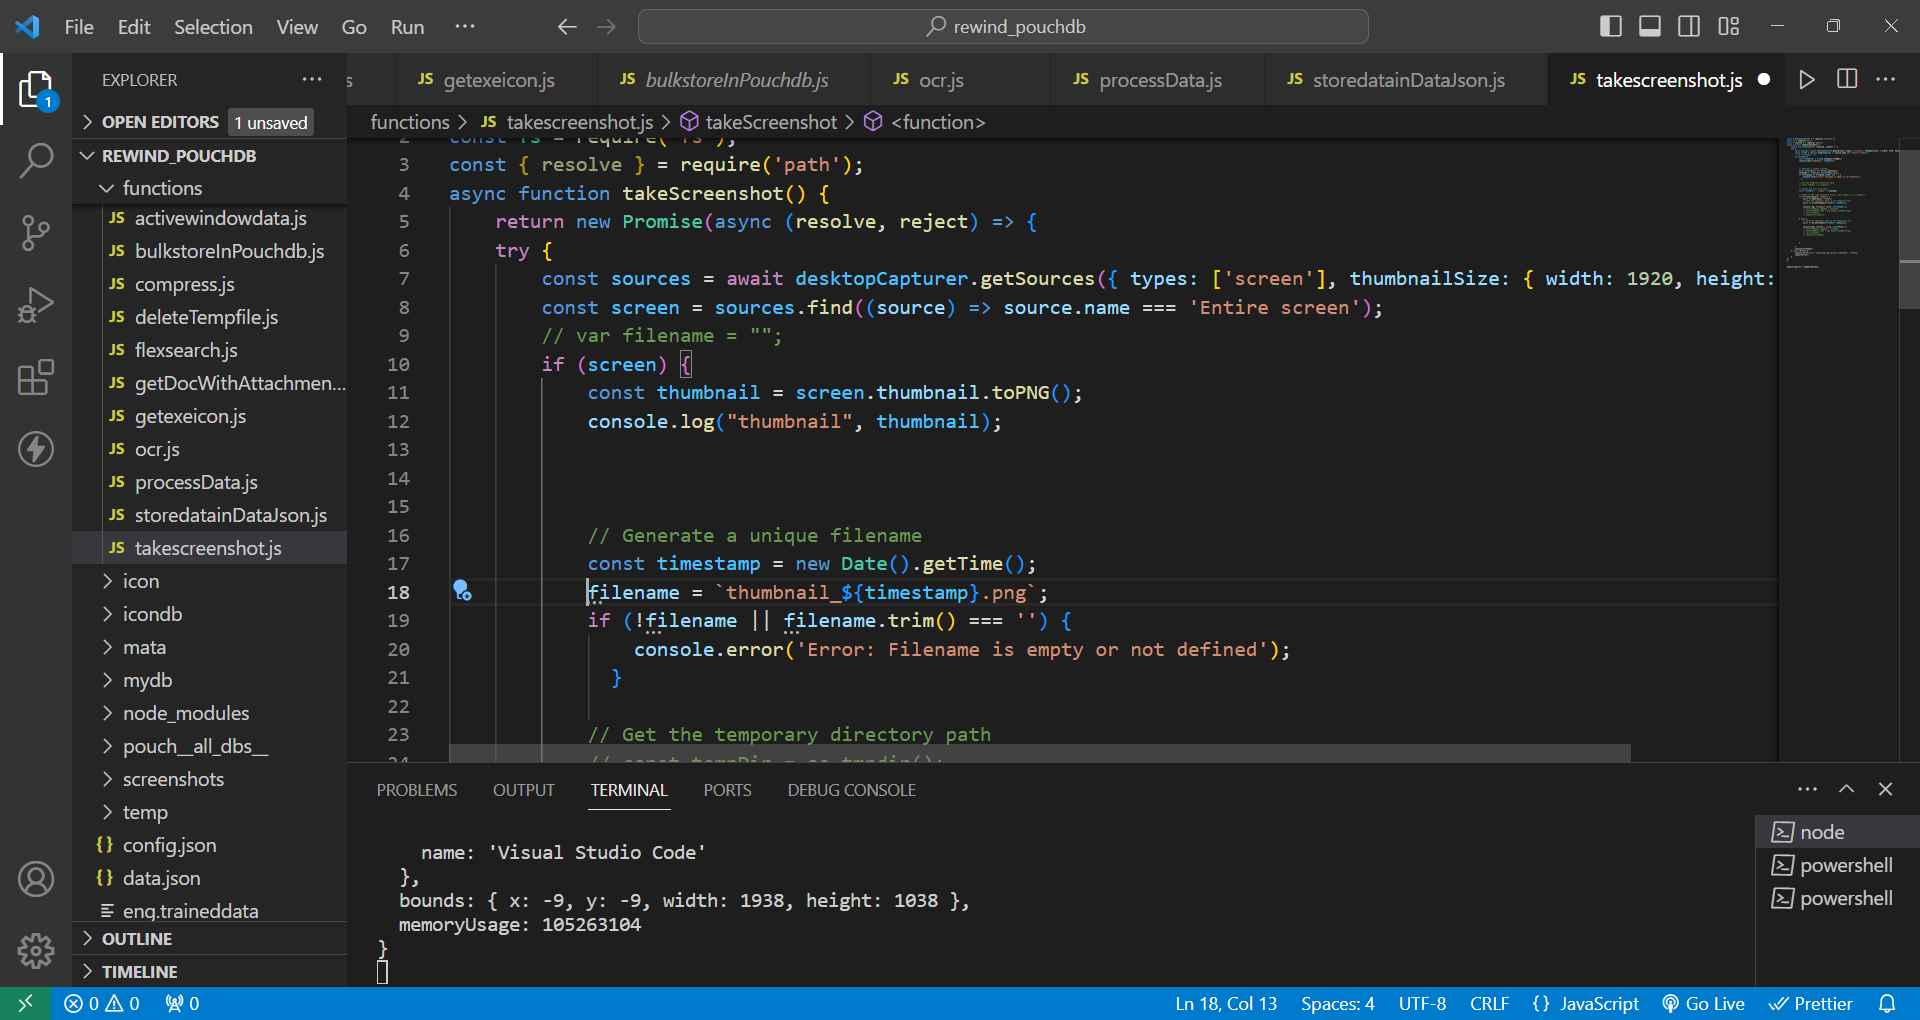 File Edit Selection View Go Run ···
rewind_pouchdb
EXPLORER
s
JS getexeicon.js
JS bulkstoreInPouchdb.js
JS ocr.js
JS processData.js
JS storedatainDataJson.js
JS takescreenshot.js
OPEN EDITORS 1 unsaved
REWIND_POUCHDB
functions
JS activewindowdata.js
JS bulkstoreInPouchdb.js
JS compress.js
JS deleteTempfile.js
JS flexsearch.js
JS getDocWithAttachmen...
JS getexeicon.js
JS ocr.js
JS processData.js
JS storedatainDataJson.js
JS takescreenshot.js
icon
icondb
mata
mydb
node_modules
pouch__all_dbs__
screenshots
temp
{} config.json
{} data.json
eng.traineddata
OUTLINE
TIMELINE
functions > JS takescreenshot.js > takeScreenshot > <function>
2 const fs = require('fs');
3 const { resolve } = require('path');
4 async function takeScreenshot() {
5 return new Promise(async (resolve, reject) => {
6 try {
7 const sources = await desktopCapturer.getSources({ types: ['screen'], thumbnailSize: { width: 1920, height:
8 const screen = sources.find((source) => source.name === 'Entire screen');
9 // var filename = "";
10 if (screen) {
11 const thumbnail = screen.thumbnail.toPNG();
12 console.log("thumbnail", thumbnail);
13
14
15
16 // Generate a unique filename
17 const timestamp = new Date().getTime();
18 filename = `thumbnail_${timestamp}.png`;
19 if (!filename || filename.trim() === '') {
20 console.error('Error: Filename is empty or not defined');
21 }
22
23 // Get the temporary directory path
24 // const tempDir = os.tmpdir();
PROBLEMS OUTPUT TERMINAL PORTS DEBUG CONSOLE
name: 'Visual Studio Code'
},
bounds: { x: -9, y: -9, width: 1938, height: 1038 },
memoryUsage: 105263104
}
node
powershell
powershell
1
0 0 0
Ln 18, Col 13 Spaces: 4 UTF-8 CRLF {} JavaScript Go Live Prettier